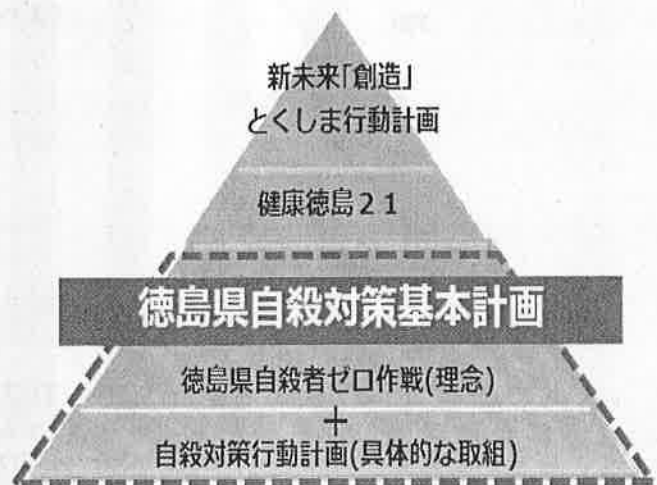 新未来「創造」
とくしま行動計画
健康徳島21
徳島県自殺対策基本計画
徳島県自殺者ゼロ作戦(理念)
+
自殺対策行動計画(具体的な取組)